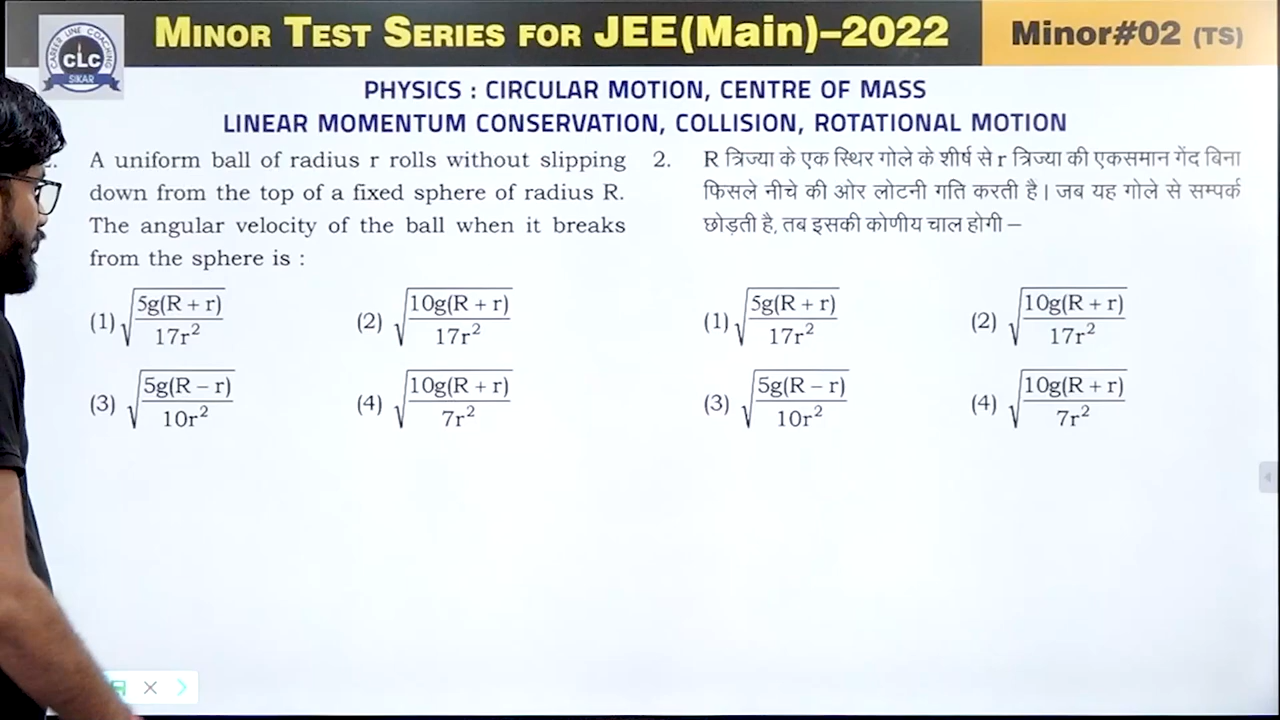 MINOR TEST SERIES FOR JEE(Main)–2022
Minor#02 (TS)
CAREER LINE COACHING
CLC
SIKAR
PHYSICS : CIRCULAR MOTION, CENTRE OF MASS
LINEAR MOMENTUM CONSERVATION, COLLISION, ROTATIONAL MOTION
A uniform ball of radius r rolls without slipping
down from the top of a fixed sphere of radius R.
The angular velocity of the ball when it breaks
from the sphere is :
(1) √(5g(R + r)/17r²) (2) √(10g(R + r)/17r²)
(3) √(5g(R – r)/10r²) (4) √(10g(R + r)/7r²)
2. R त्रिज्या के एक स्थिर गोले के शीर्ष से r त्रिज्या की एकसमान गेंद बिना
फिसले नीचे की ओर लोटनी गति करती है। जब यह गोले से सम्पर्क
छोड़ती है, तब इसकी कोणीय चाल होगी –
(1) √(5g(R + r)/17r²) (2) √(10g(R + r)/17r²)
(3) √(5g(R – r)/10r²) (4) √(10g(R + r)/7r²)